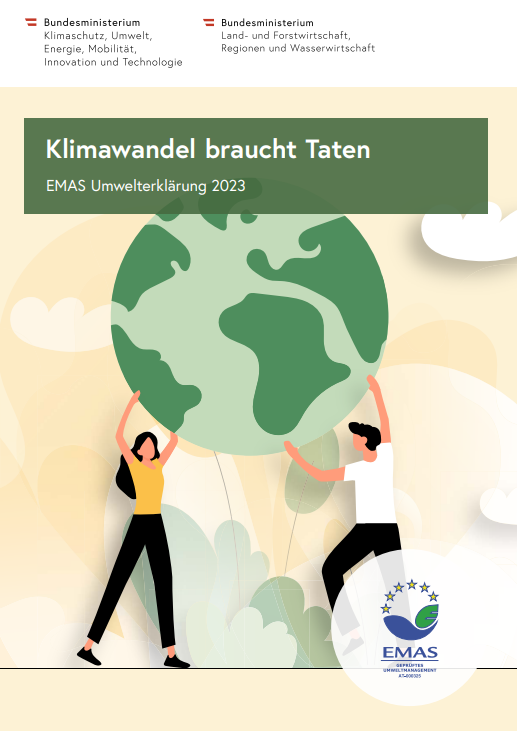 Bundesministerium
Klimaschutz, Umwelt,
Energie, Mobilität,
Innovation und Technologie
Bundesministerium
Land- und Forstwirtschaft,
Regionen und Wasserwirtschaft
Klimawandel braucht Taten
EMAS Umwelterklärung 2023
EMAS
GEPRÜFTES
UMWELTMANAGEMENT
AT-000325